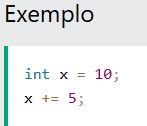 Exemplo
int x = 10;
x += 5;